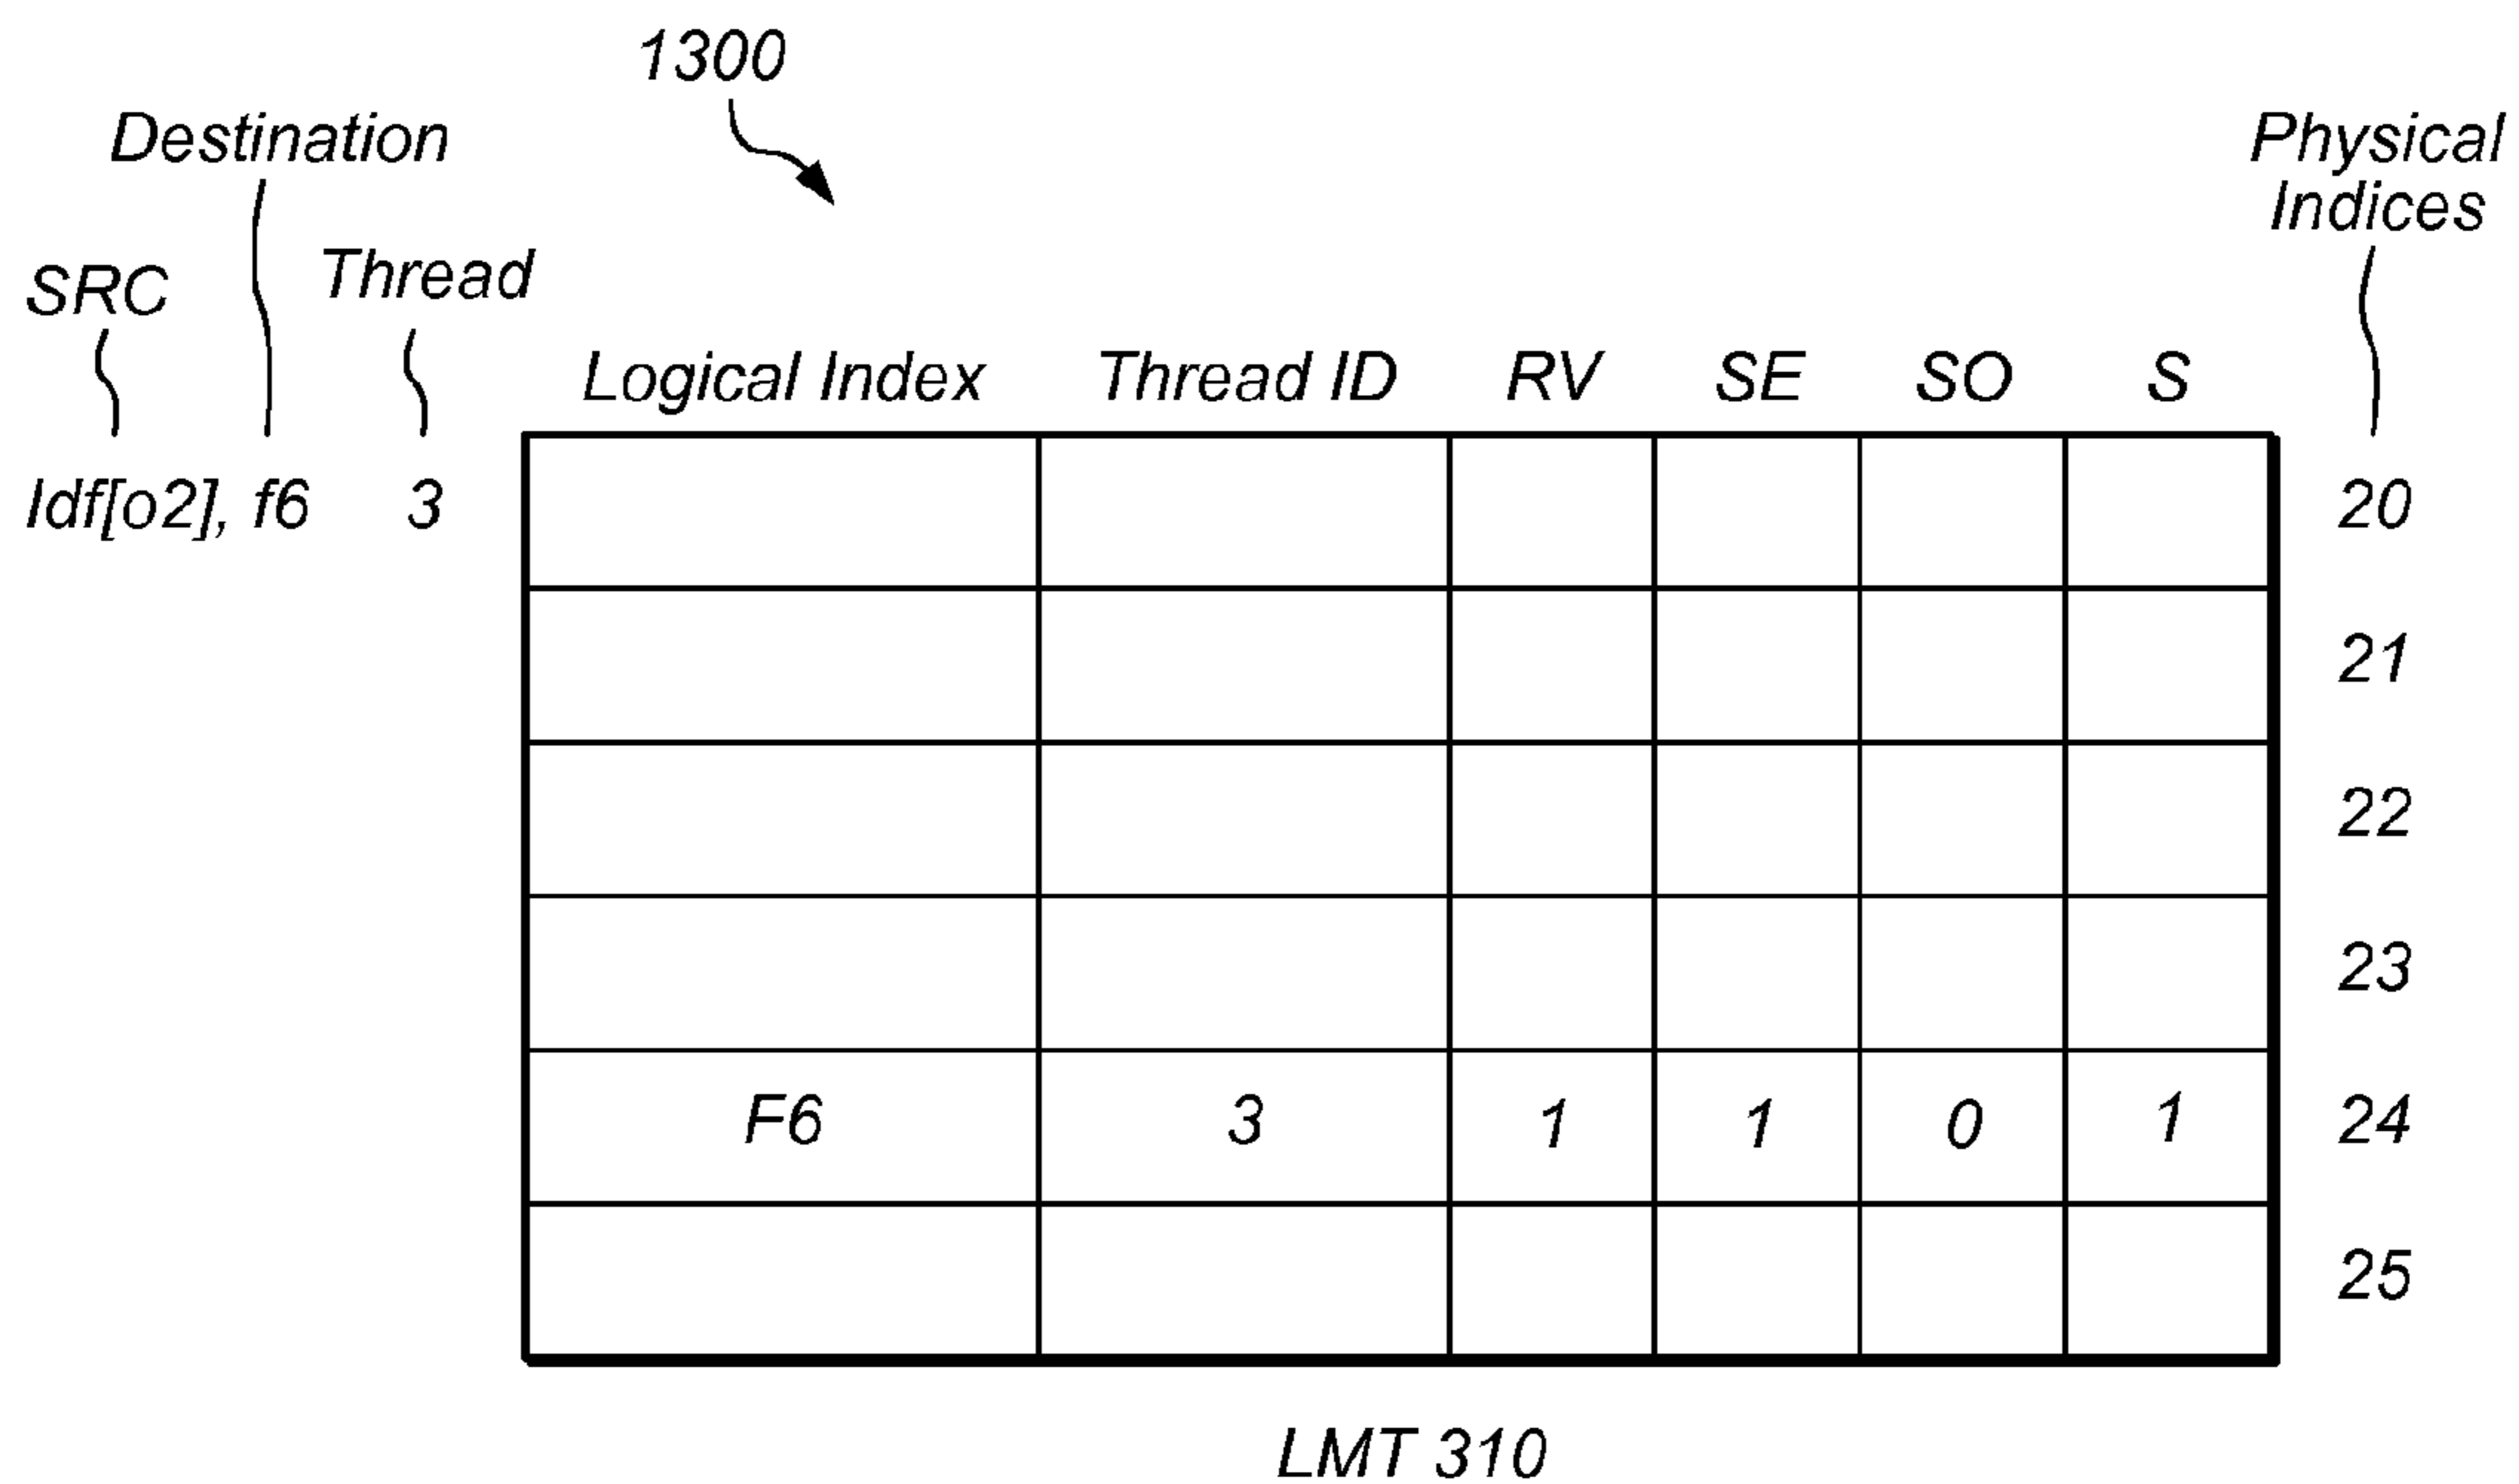 1300
Destination
Physical
Indices
SRC
Thread
Logical Index Thread ID RV SE SO S
ldf[o2], f6 3
20
21
22
23
F6 3 1 1 0 1 24
25
LMT 310